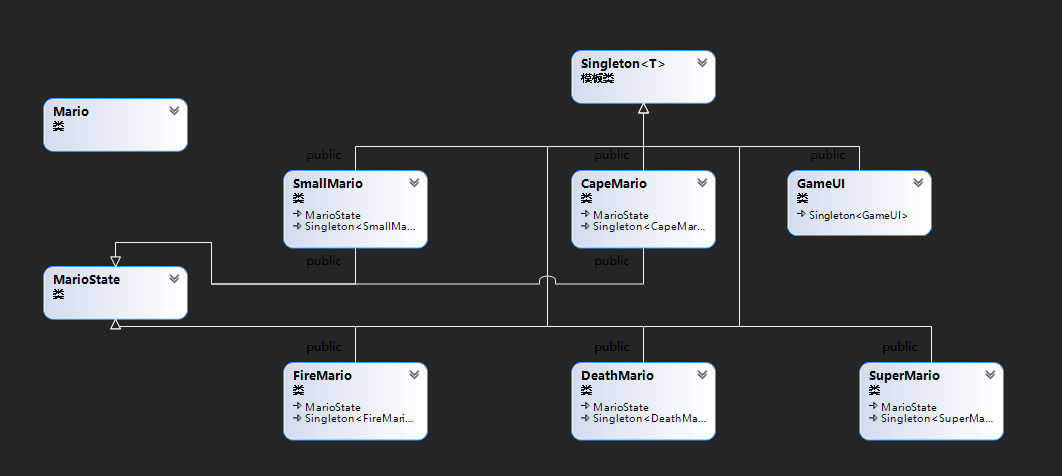 Singleton<T>
模板类
Mario
类
public
public
public
SmallMario
类
MarioState
Singleton<SmallMa...
CapeMario
类
MarioState
Singleton<CapeMar...
GameUI
类
Singleton<GameUI>
public
public
MarioState
类
public
public
public
FireMario
类
MarioState
Singleton<FireMari...
DeathMario
类
MarioState
Singleton<DeathMa...
SuperMario
类
MarioState
Singleton<SuperMa...